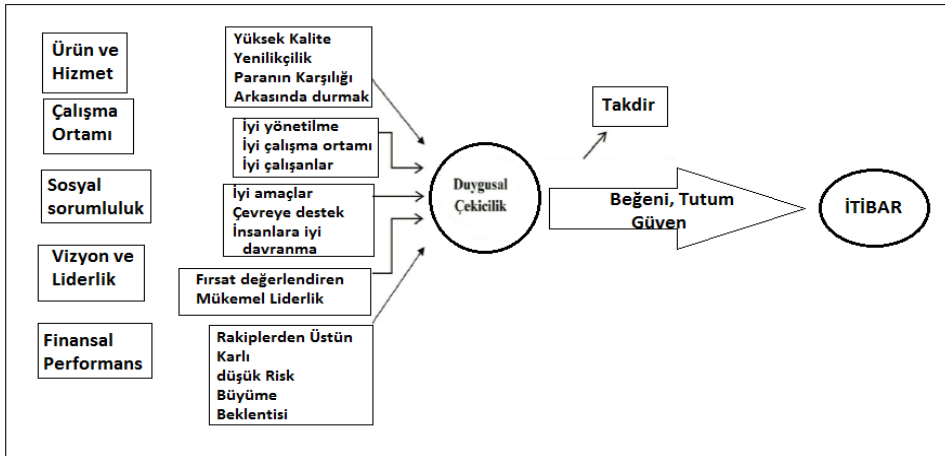 Ürün ve
Hizmet
Çalışma
Ortamı
Sosyal
sorumluluk
Vizyon ve
Liderlik
Finansal
Performans
Yüksek Kalite
Yenilikçilik
Paranın Karşılığı
Arkasında durmak
İyi yönetilme
İyi çalışma ortamı
İyi çalışanlar
İyi amaçlar
Çevreye destek
İnsanlara iyi
davranma
Fırsat değerlendiren
Mükemel Liderlik
Rakiplerden Üstün
Karlı
düşük Risk
Büyüme
Beklentisi
Duygusal
Çekicilik
Takdir
Beğeni, Tutum
Güven
İTİBAR